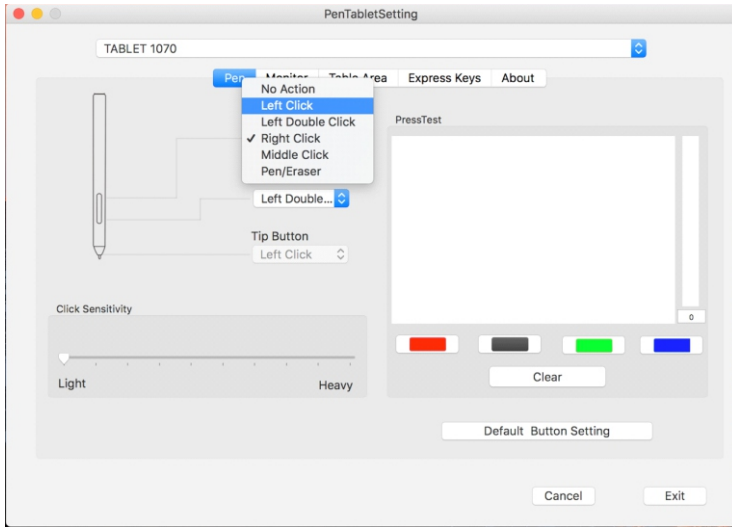 PenTabletSetting
TABLET 1070
Pen Monitor Table Area Express Keys About
No Action
Left Click
Left Double Click
✓ Right Click
Middle Click
Pen/Eraser
Left Double...
Tip Button
Left Click
PressTest
0
Clear
Click Sensitivity
Light Heavy
Default Button Setting
Cancel Exit